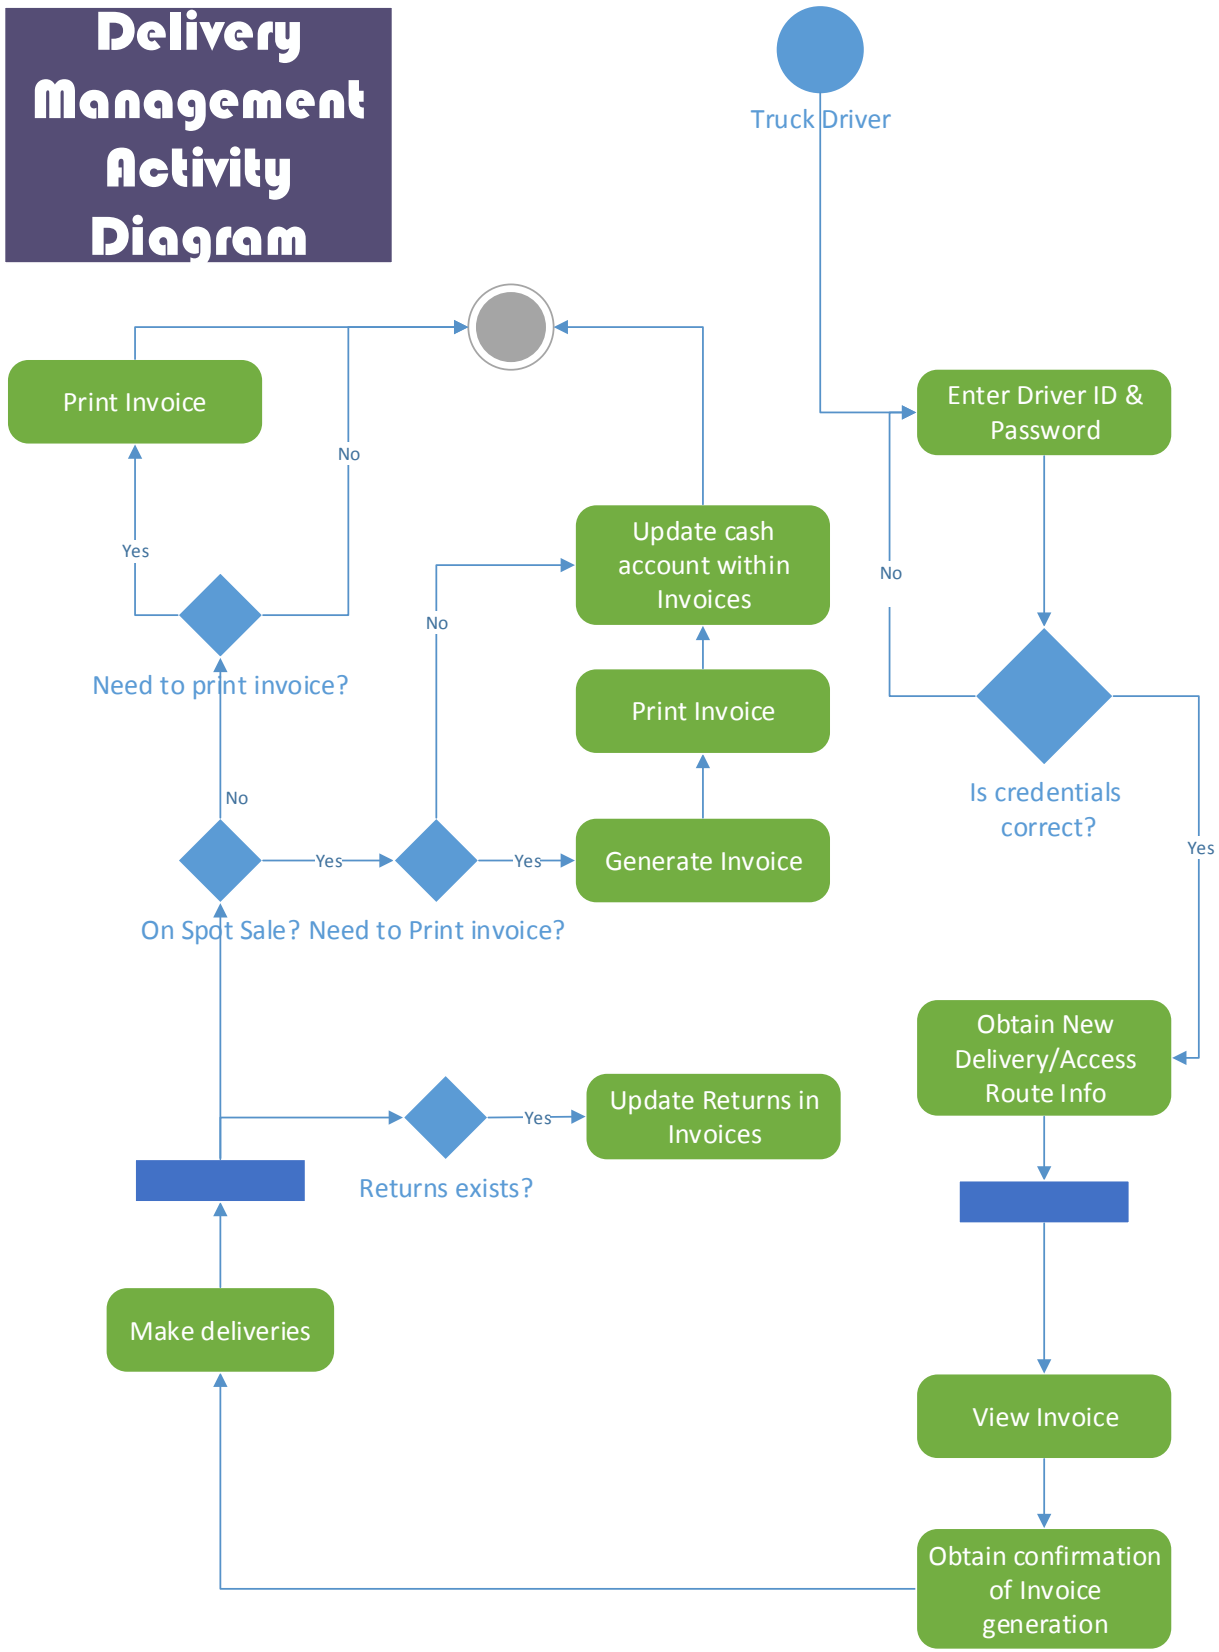 Delivery
Management
Activity
Diagram
Truck Driver
Print Invoice
Enter Driver ID &
Password
No
Yes
Update cash
account within
Invoices
No
No
Need to print invoice?
Print Invoice
Is credentials
correct?
No
Yes
Yes
Generate Invoice
Yes
On Spot Sale?
Need to Print invoice?
Obtain New
Delivery/Access
Route Info
Update Returns in
Invoices
Yes
Returns exists?
Make deliveries
View Invoice
Obtain confirmation
of Invoice
generation